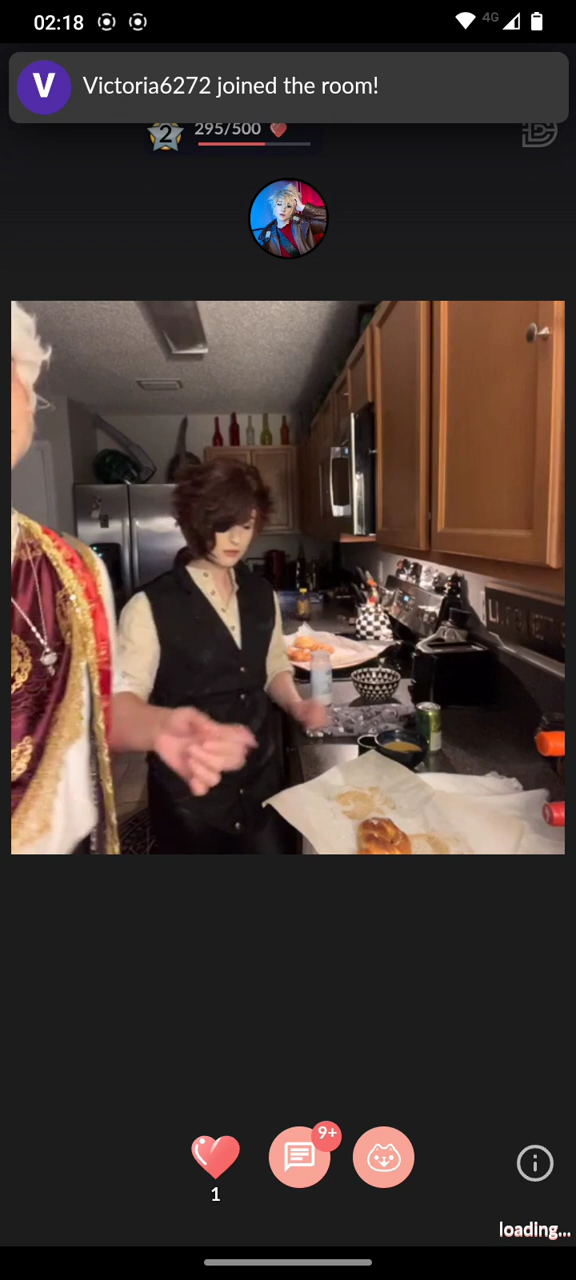 02:18
4G
V
Victoria6272 joined the room!
2
295/500
9+
1
loading...